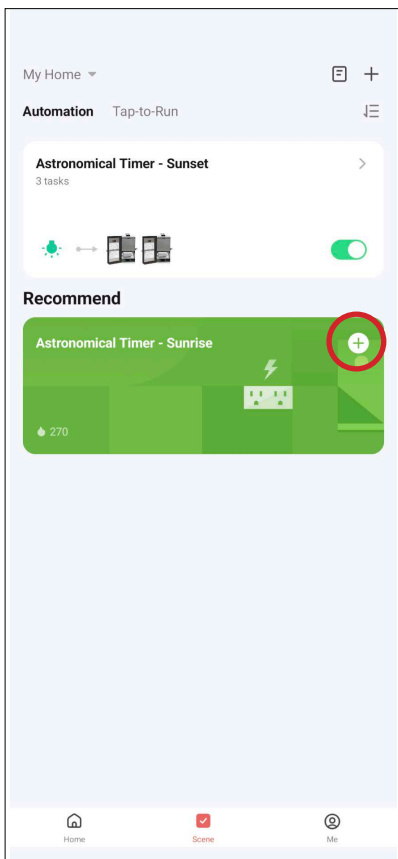 My Home
Automation Tap-to-Run
Astronomical Timer - Sunset
3 tasks
Recommend
Astronomical Timer - Sunrise
270
Home Scene Me